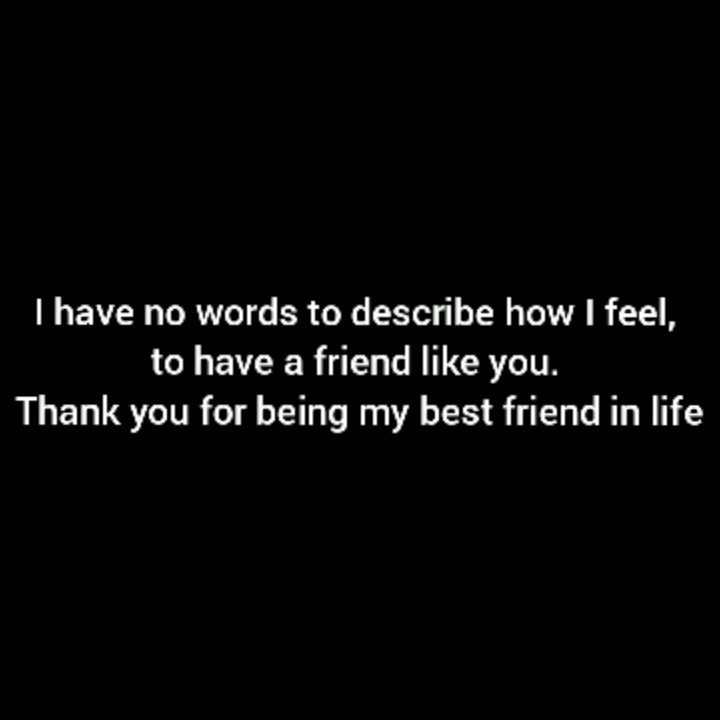 I have no words to describe how I feel,
to have a friend like you.
Thank you for being my best friend in life